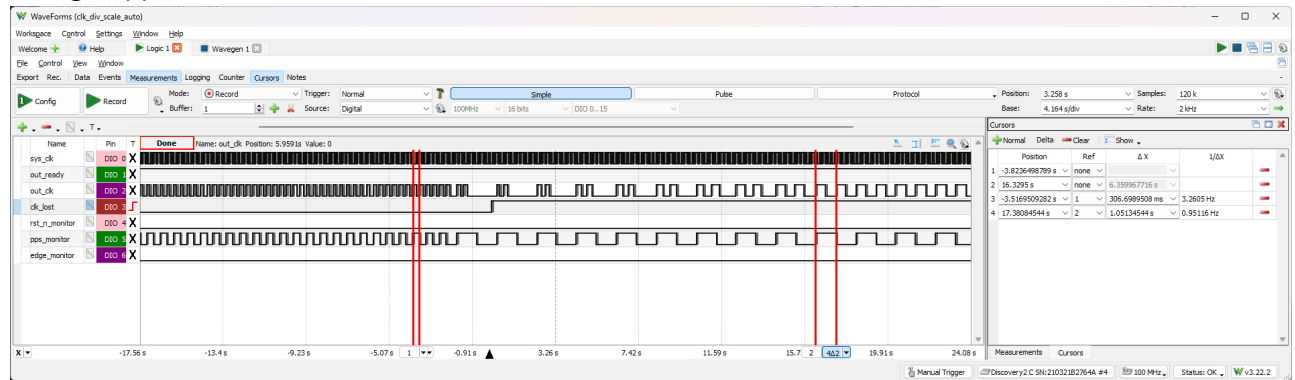 WaveForms (clk_div_scale_auto)
Workspace Control Settings Window Help
Welcome Help Logic 1 Wavegen 1
File Control View Window
Export Rec. Data Events Measurements Logging Counter Cursors Notes
Config Record Mode: Record Trigger: Normal Simple Pulse Protocol Position: 3.258 s Samples: 120 k
Buffer: 1 Source: Digital 100MHz 16 bits DIO 0..15 Base: 4.164 s/div Rate: 2 kHz
T
Name Pin T Done Name: out_clk Position: 5.9591s Value: 0
sys_clk DIO 0 X
out_ready DIO 1 X
out_clk DIO 2 X
clk_lost DIO 3
rst_n_monitor DIO 4 X
pps_monitor DIO 5 X
edge_monitor DIO 6 X
X -17.56 s -13.4 s -9.23 s -5.07 s 1 -0.91 s 3.26 s 7.42 s 11.59 s 15.7 2 4Δ2 19.91 s 24.08 s
Cursors
Normal Delta Clear Show
Position Ref Δ X 1/ΔX
1 -3.8236498789 s none
2 16.3295 s none 6.359967716 s
3 -3.5169509282 s 1 306.6989508 ms 3.2605 Hz
4 17.38084544 s 2 1.05134544 s 0.95116 Hz
Measurements Cursors
Manual Trigger Discovery2 C SN:210321B2764A #4 100 MHz Status: OK v3.22.2